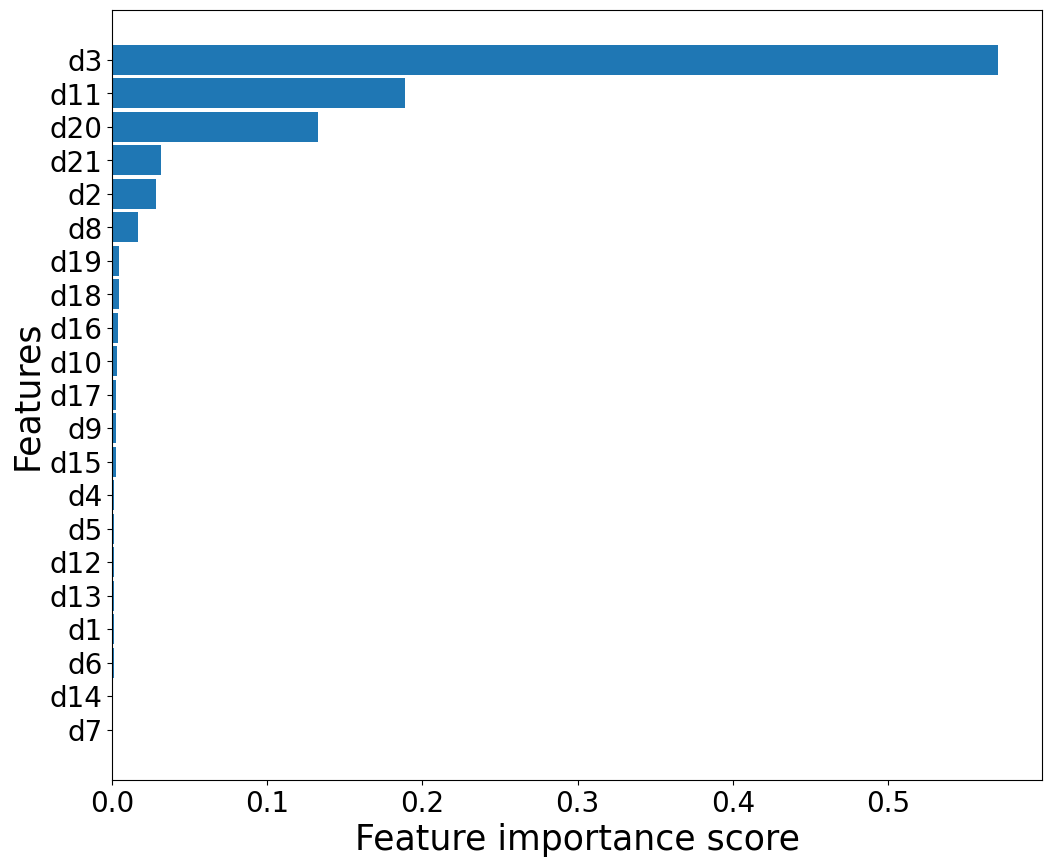 Features
d3
d11
d20
d21
d2
d8
d19
d18
d16
d10
d17
d9
d15
d4
d5
d12
d13
d1
d6
d14
d7
0.0 0.1 0.2 0.3 0.4 0.5
Feature importance score